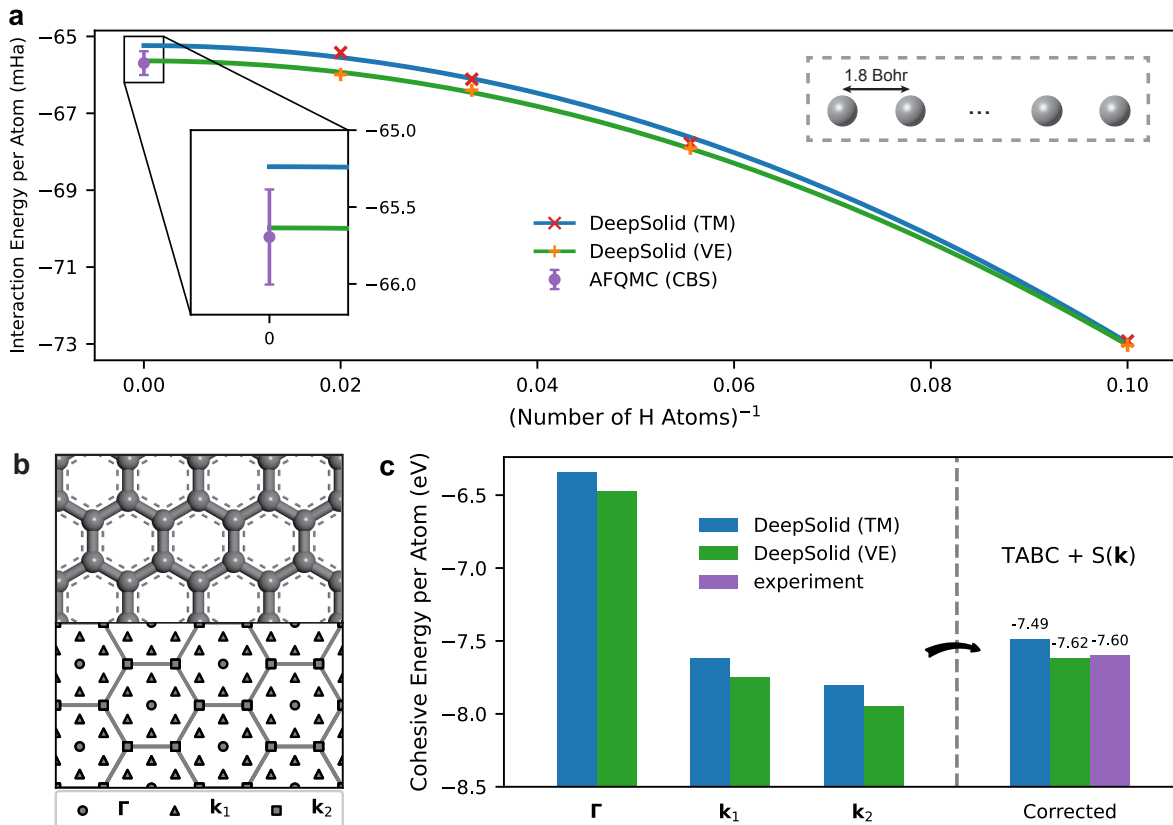 a
Interaction Energy per Atom (mHa)
−65
−67
−69
−71
−73
0.00
0.02
0.04
0.06
0.08
0.10
(Number of H Atoms)⁻¹
−65.0
−65.5
−66.0
0
DeepSolid (TM)
DeepSolid (VE)
AFQMC (CBS)
1.8 Bohr
...
b
Γ
k₁
k₂
c
Cohesive Energy per Atom (eV)
−6.5
−7.0
−7.5
−8.0
−8.5
DeepSolid (TM)
DeepSolid (VE)
experiment
TABC + S(k)
-7.49
-7.62
-7.60
Γ
k₁
k₂
Corrected